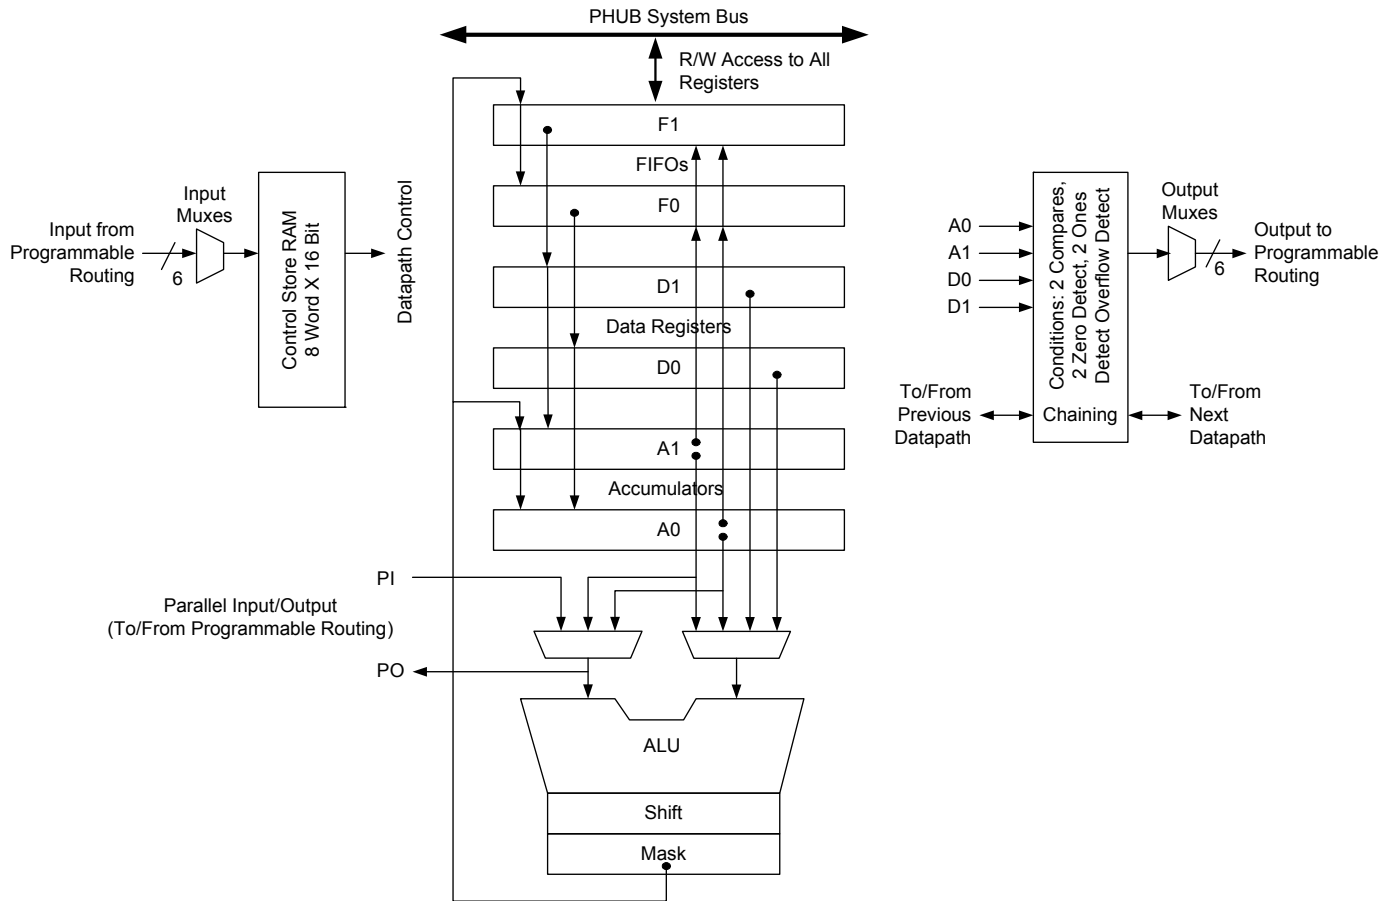 PHUB System Bus
R/W Access to All
Registers
F1
FIFOs
F0
D1
Data Registers
D0
A1
Accumulators
A0
Input from
Programmable
Routing
6
Input
Muxes
Control Store RAM
8 Word X 16 Bit
Datapath Control
A0
A1
D0
D1
Conditions: 2 Compares,
2 Zero Detect, 2 Ones
Detect Overflow Detect
Output
Muxes
6
Output to
Programmable
Routing
To/From
Previous
Datapath
Chaining
To/From
Next
Datapath
PI
Parallel Input/Output
(To/From Programmable Routing)
PO
ALU
Shift
Mask